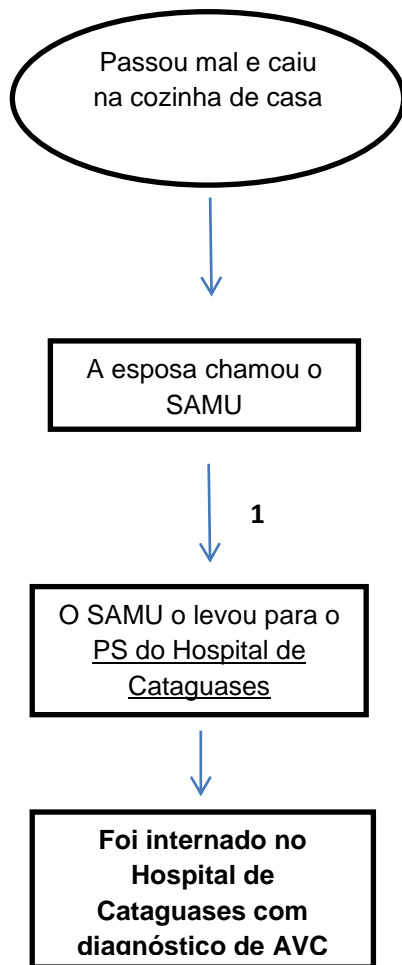 Passou mal e caiu
na cozinha de casa
A esposa chamou o
SAMU
1
O SAMU o levou para o
PS do Hospital de
Cataguases
Foi internado no
Hospital de
Cataguases com
diagnóstico de AVC